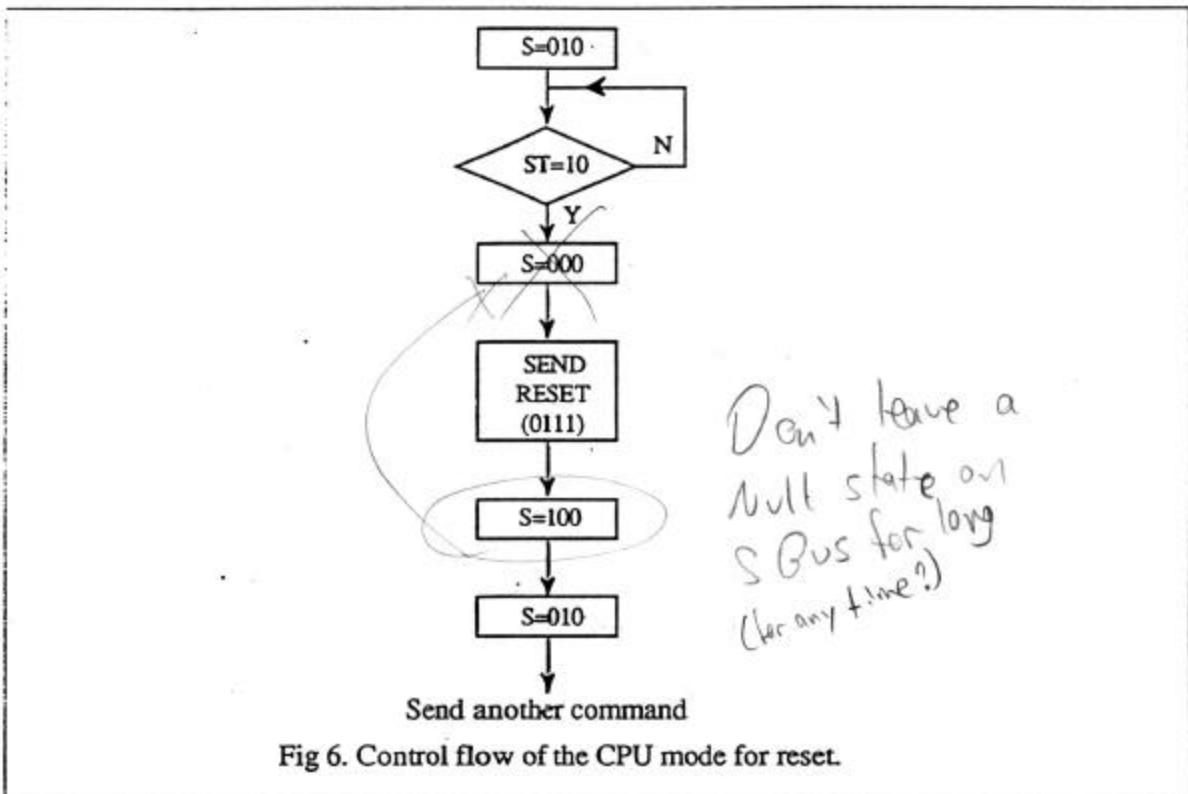 S=010
ST=10
N
Y
S=000
SEND
RESET
(0111)
S=100
S=010
Send another command
Fig 6. Control flow of the CPU mode for reset.
Don't leave a
Null state on
S Bus for long
(for any time?)